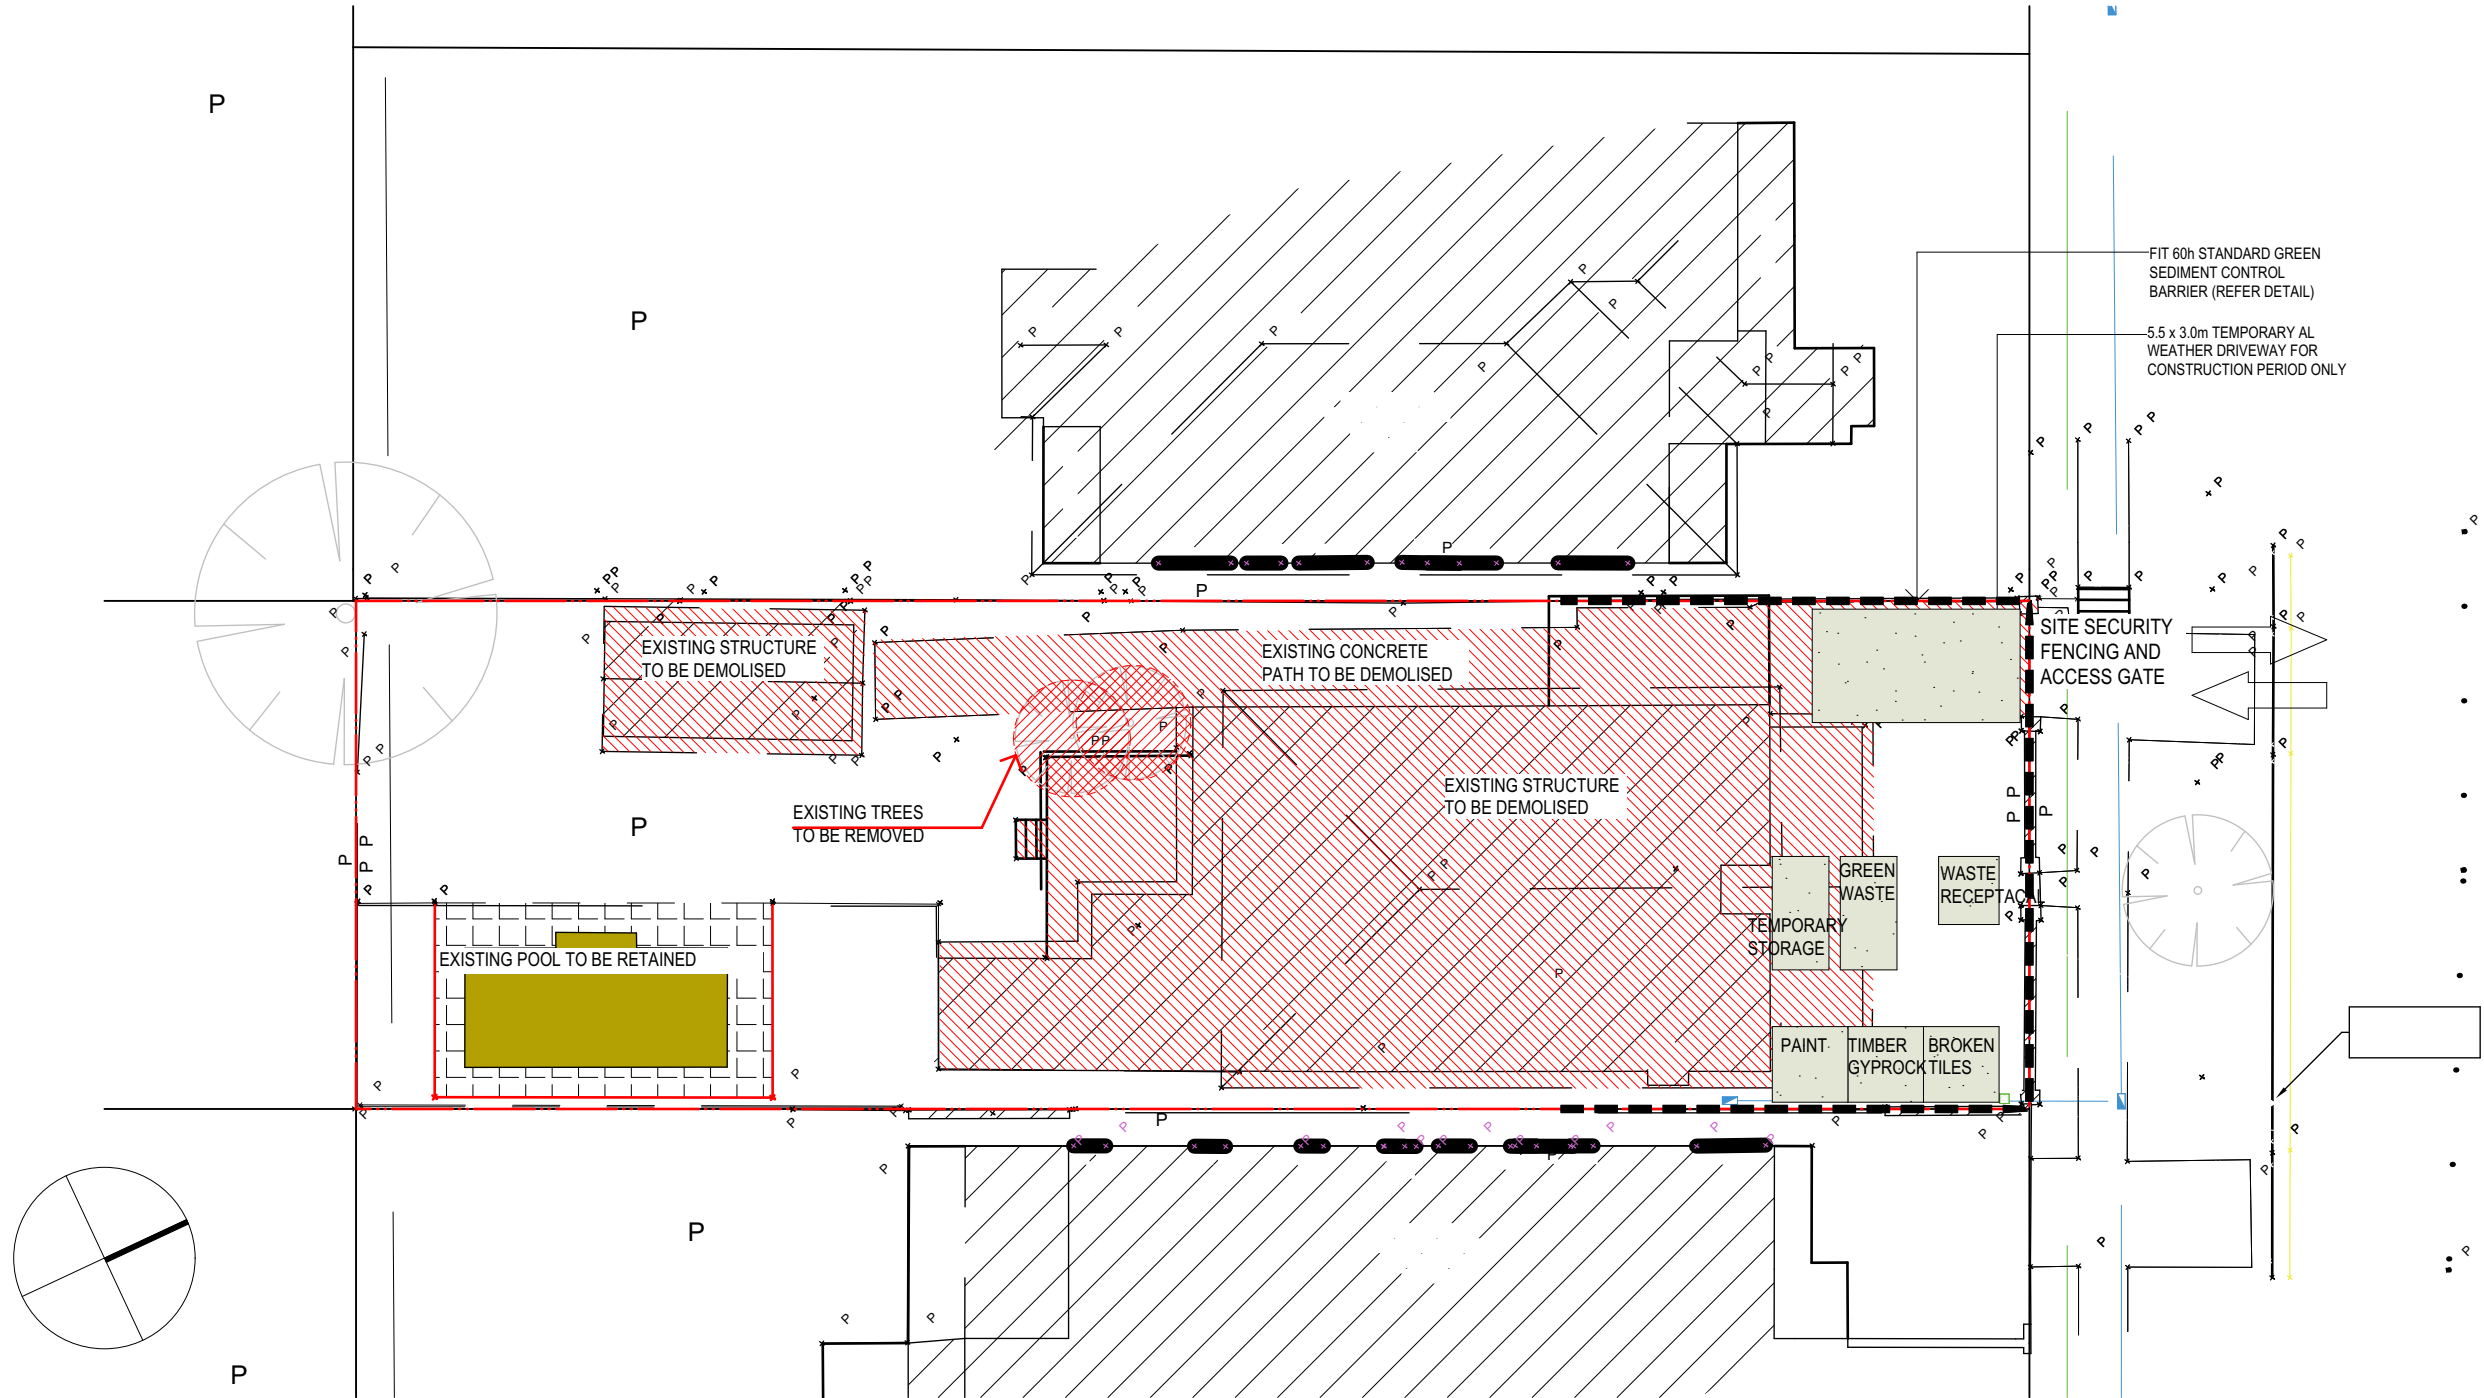 FIT 60h STANDARD GREEN
SEDIMENT CONTROL
BARRIER (REFER DETAIL)
5.5 x 3.0m TEMPORARY AL
WEATHER DRIVEWAY FOR
CONSTRUCTION PERIOD ONLY
SITE SECURITY
FENCING AND
ACCESS GATE
EXISTING STRUCTURE
TO BE DEMOLISED
EXISTING CONCRETE
PATH TO BE DEMOLISED
EXISTING STRUCTURE
TO BE DEMOLISED
EXISTING TREES
TO BE REMOVED
GREEN
WASTE
WASTE
RECEPTAC
TEMPORARY
STORAGE
EXISTING POOL TO BE RETAINED
PAINT
TIMBER
GYPROCK
BROKEN
TILES
P
P
P
P
P